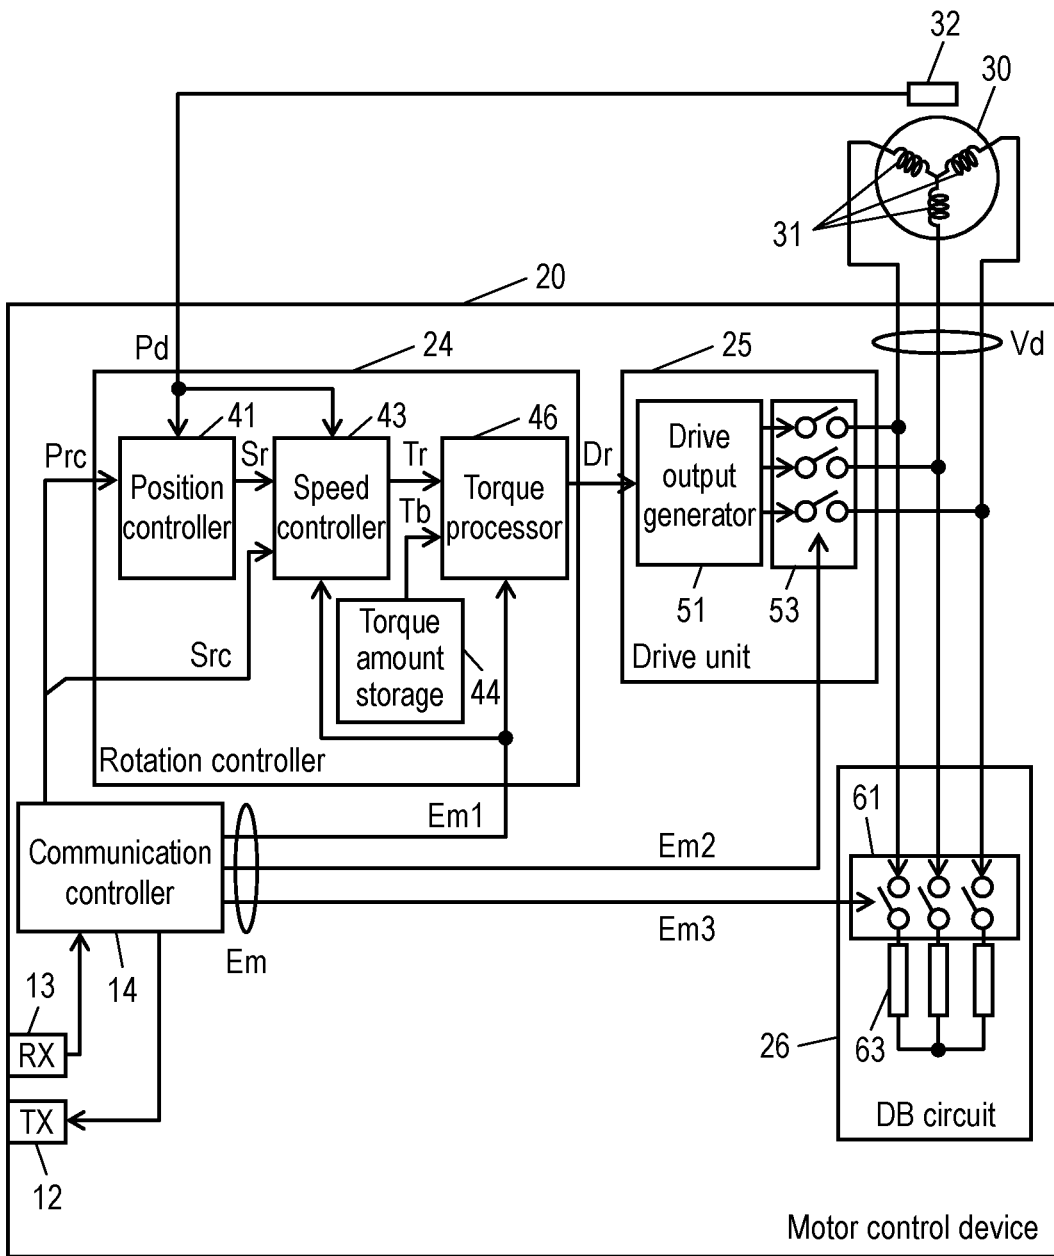 32
30
31
20
Pd
24
25
Vd
41
43
46
Prc
Sr
Tr
Dr
Position
controller
Speed
controller
Tb
Torque
processor
Drive
output
generator
51
53
Src
Torque
amount
storage
44
Drive unit
Rotation controller
61
Em1
Communication
controller
Em2
Em3
Em
14
13
RX
26
63
TX
DB circuit
12
Motor control device